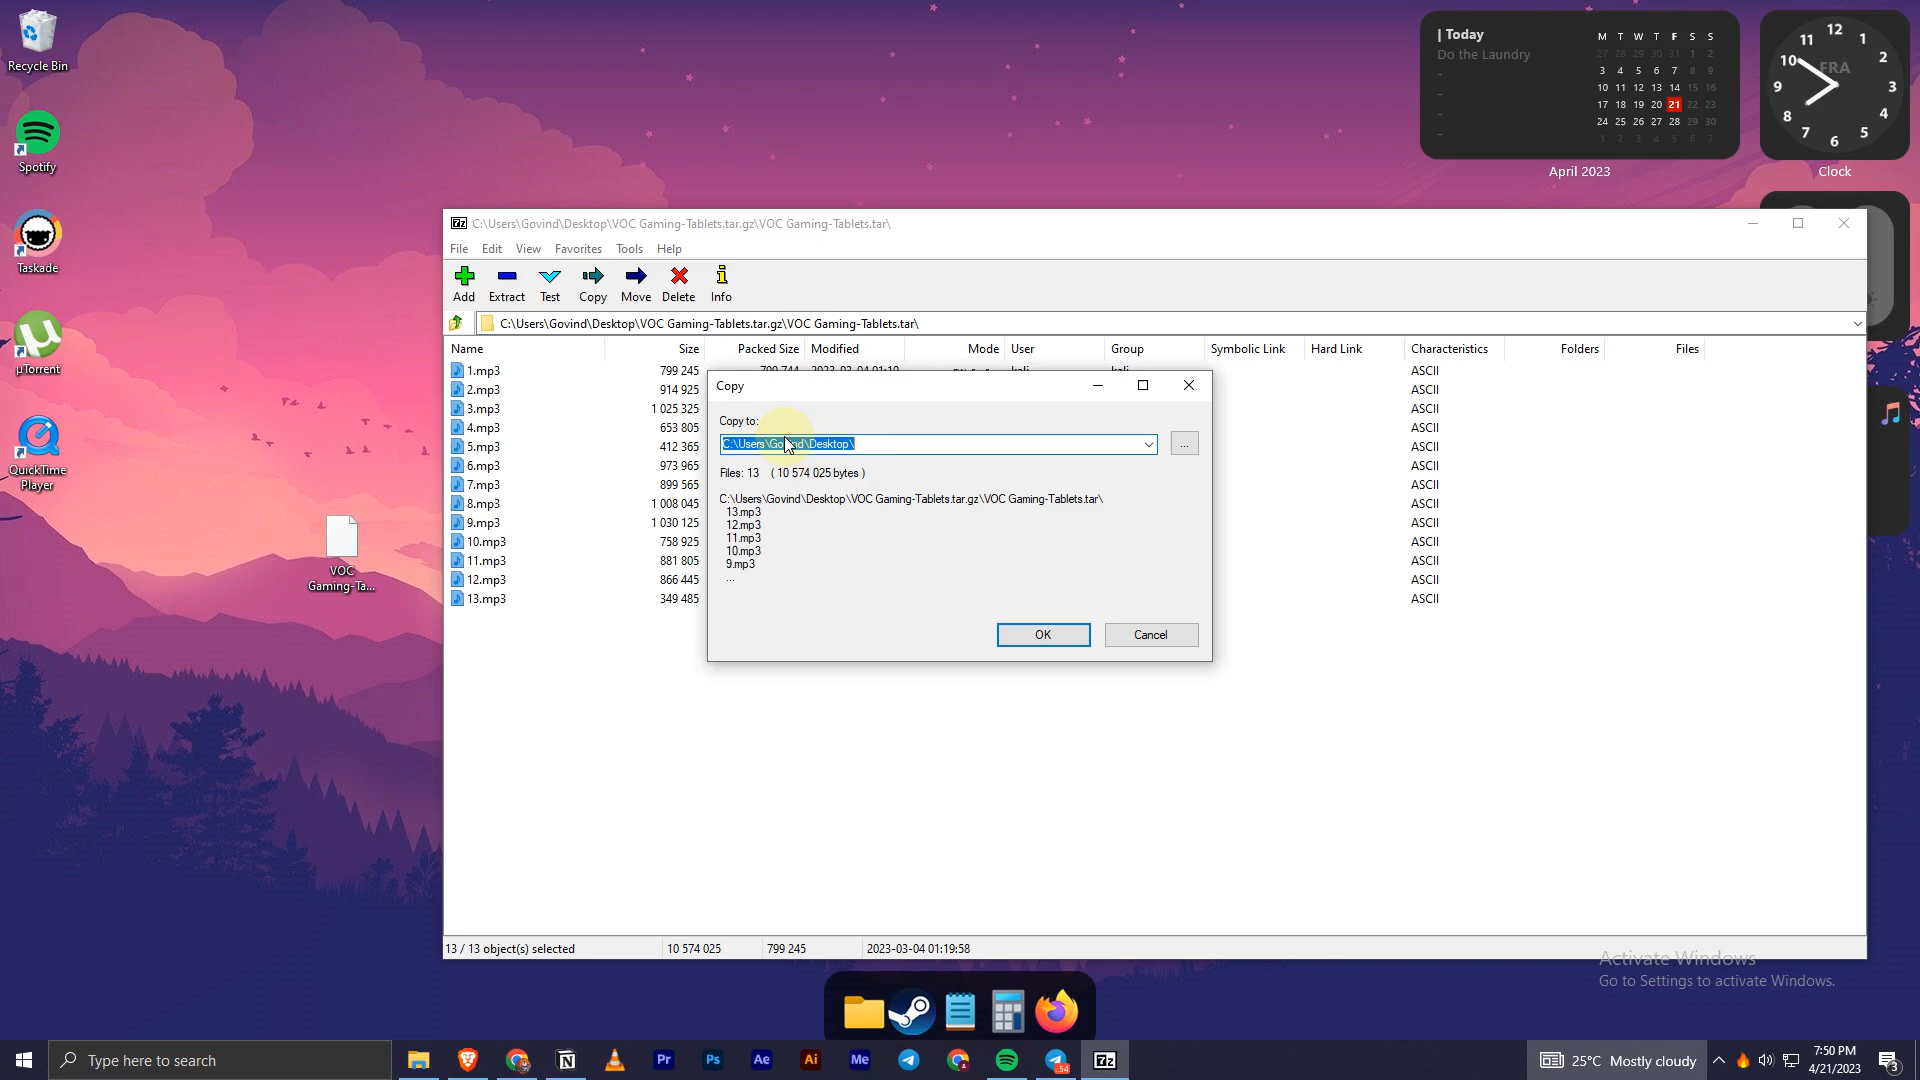 Recycle Bin
Spotify
Taskade
µTorrent
QuickTime
Player
VOC
Gaming-Ta...
| Today
Do the Laundry
-
-
-
-
M T W T F S S
27 28 29 30 31 1 2
3 4 5 6 7 8 9
10 11 12 13 14 15 16
17 18 19 20 21 22 23
24 25 26 27 28 29 30
1 2 3 4 5 6 7
April 2023
12 1 2 3 4 5 6 7 8 9 10 11
FRA
Clock
7z C:\Users\Govind\Desktop\VOC Gaming-Tablets.tar.gz\VOC Gaming-Tablets.tar\
File Edit View Favorites Tools Help
Add Extract Test Copy Move Delete Info
C:\Users\Govind\Desktop\VOC Gaming-Tablets.tar.gz\VOC Gaming-Tablets.tar\
Name Size Packed Size Modified Mode User Group Symbolic Link Hard Link Characteristics Folders Files
1.mp3 799 245 799 744 2023-03-04 01:19 kali kali ASCII
2.mp3 914 925 ASCII
3.mp3 1 025 325 ASCII
4.mp3 653 805 ASCII
5.mp3 412 365 ASCII
6.mp3 973 965 ASCII
7.mp3 899 565 ASCII
8.mp3 1 008 045 ASCII
9.mp3 1 030 125 ASCII
10.mp3 758 925 ASCII
11.mp3 881 805 ASCII
12.mp3 866 445 ASCII
13.mp3 349 485 ASCII
Copy
Copy to:
C:\Users\Govind\Desktop\
...
Files: 13 ( 10 574 025 bytes )
C:\Users\Govind\Desktop\VOC Gaming-Tablets.tar.gz\VOC Gaming-Tablets.tar\
13.mp3
12.mp3
11.mp3
10.mp3
9.mp3
...
OK Cancel
13 / 13 object(s) selected 10 574 025 799 245 2023-03-04 01:19:58
Activate Windows
Go to Settings to activate Windows.
Type here to search
Pr Ps Ae Ai Me 54 7z
25°C Mostly cloudy
7:50 PM
4/21/2023
3